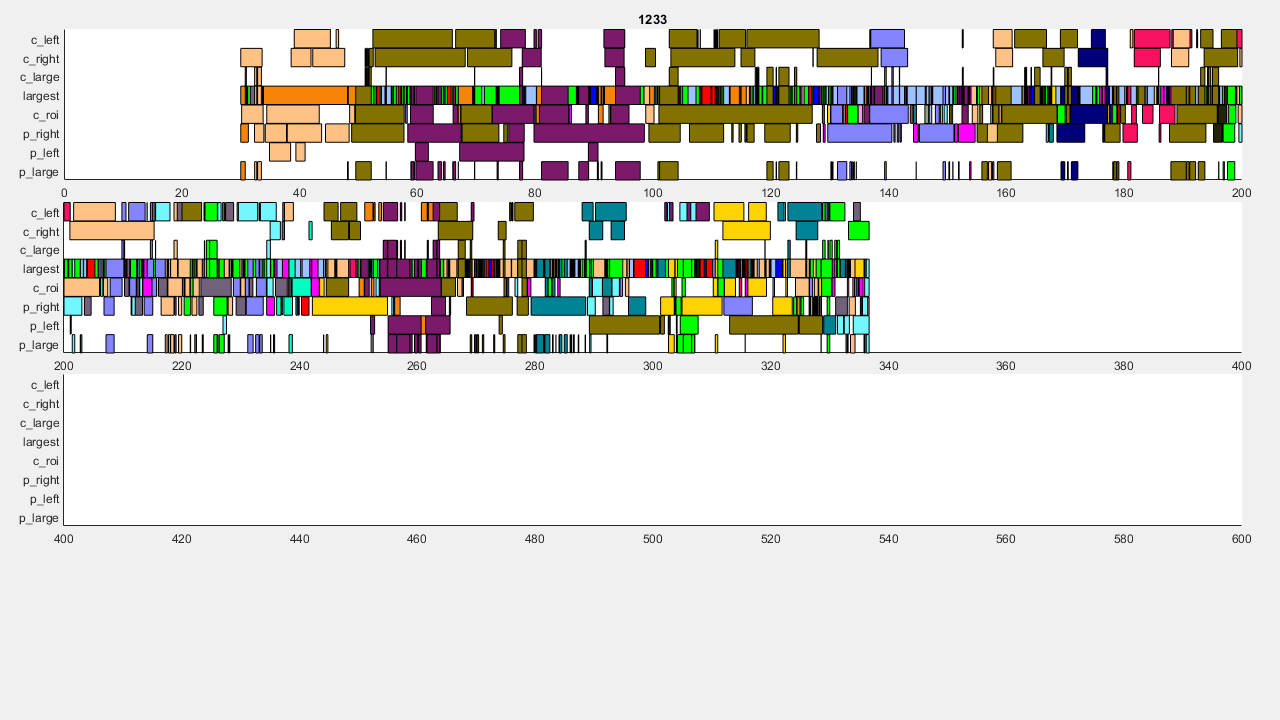 1233
c_left
c_right
c_large
largest
c_roi
p_right
p_left
p_large
0 20 40 60 80 100 120 140 160 180 200
c_left
c_right
c_large
largest
c_roi
p_right
p_left
p_large
200 220 240 260 280 300 320 340 360 380 400
c_left
c_right
c_large
largest
c_roi
p_right
p_left
p_large
400 420 440 460 480 500 520 540 560 580 600